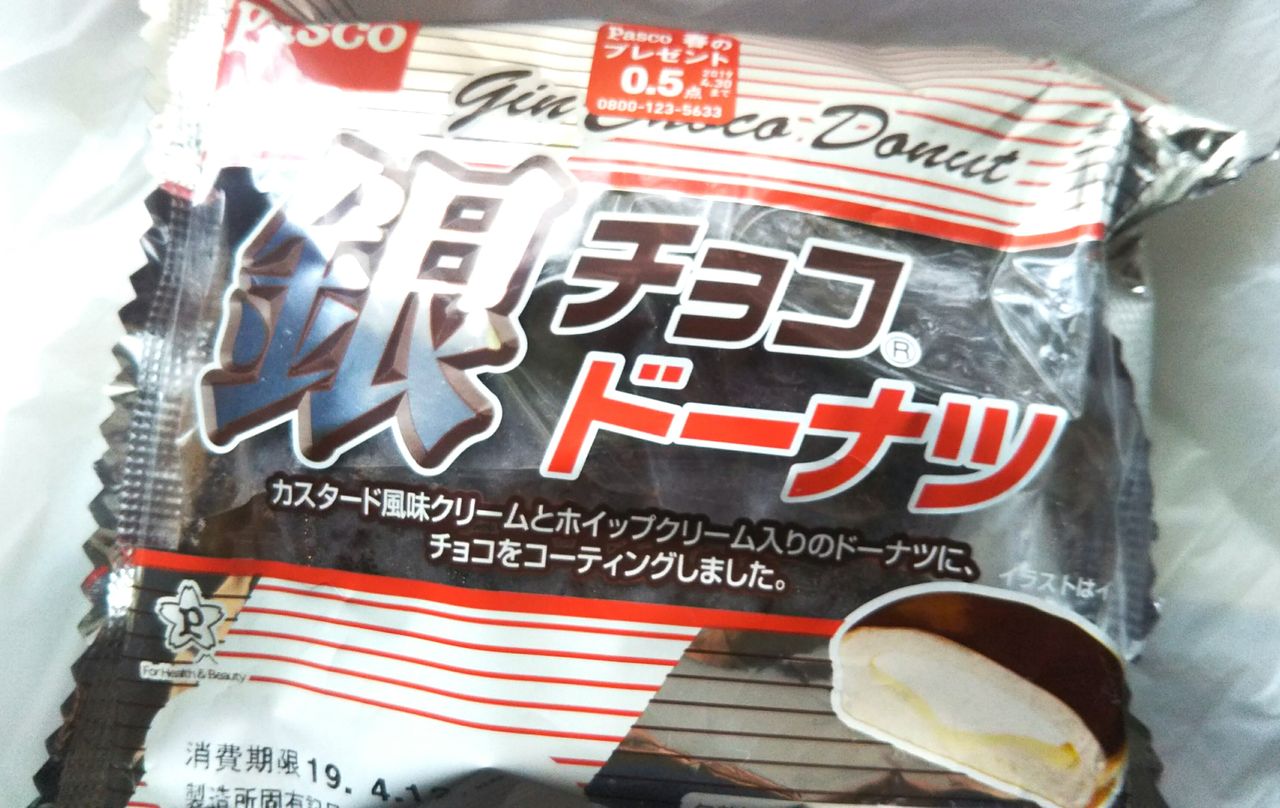 Pasco
Pasco 春の
プレゼント
0.5点 2019 4.30 まで
0800-123-5633
Gin Choco Donut
銀チョコ®
ドーナツ
カスタード風味クリームとホイップクリーム入りのドーナツに、
チョコをコーティングしました。
イラストはイ
P
For Health & Beauty
消費期限19. 4.1
製造所固有